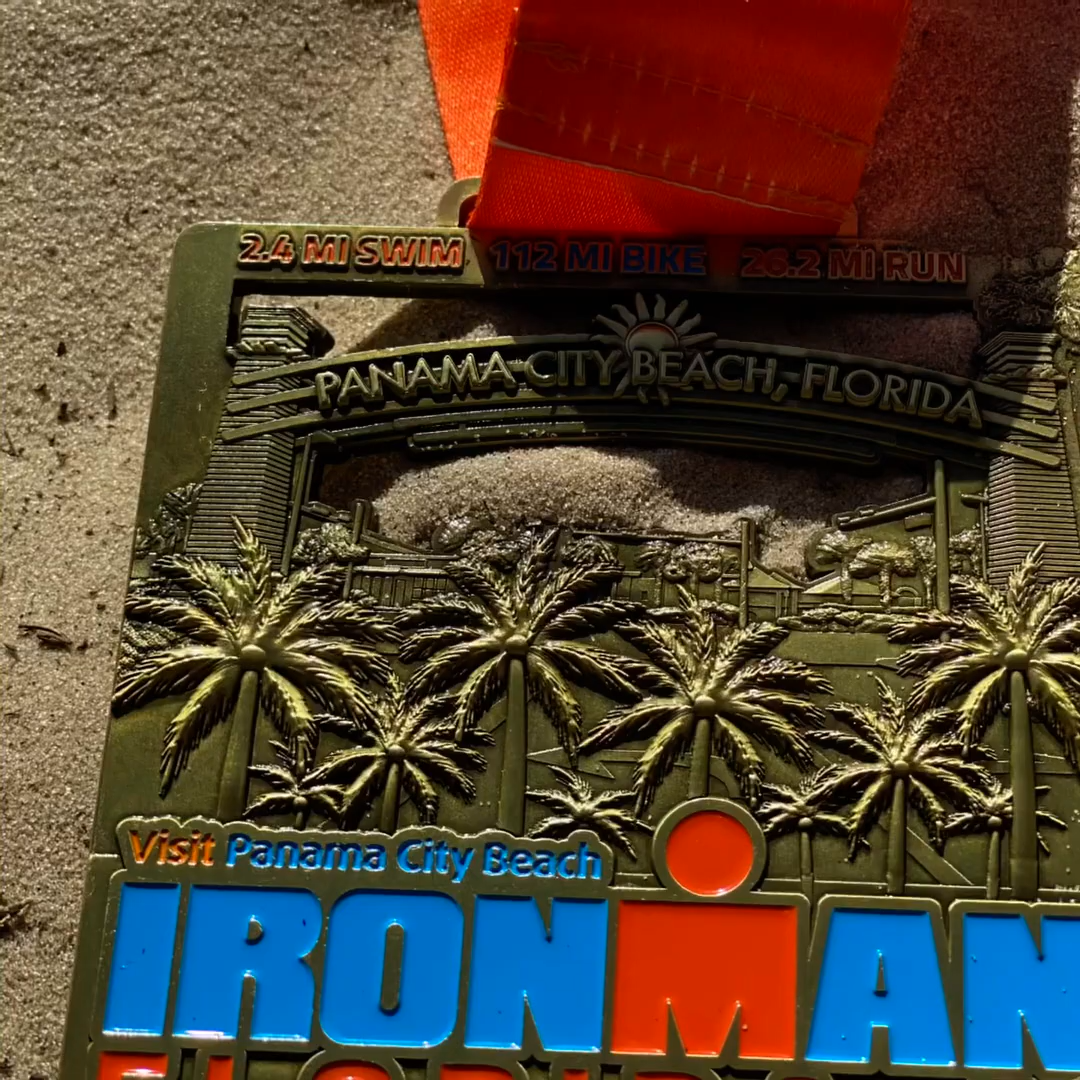 2.4 MI SWIM 112 MI BIKE 26.2 MI RUN
PANAMA CITY BEACH, FLORIDA
Visit Panama City Beach
IRONMAN